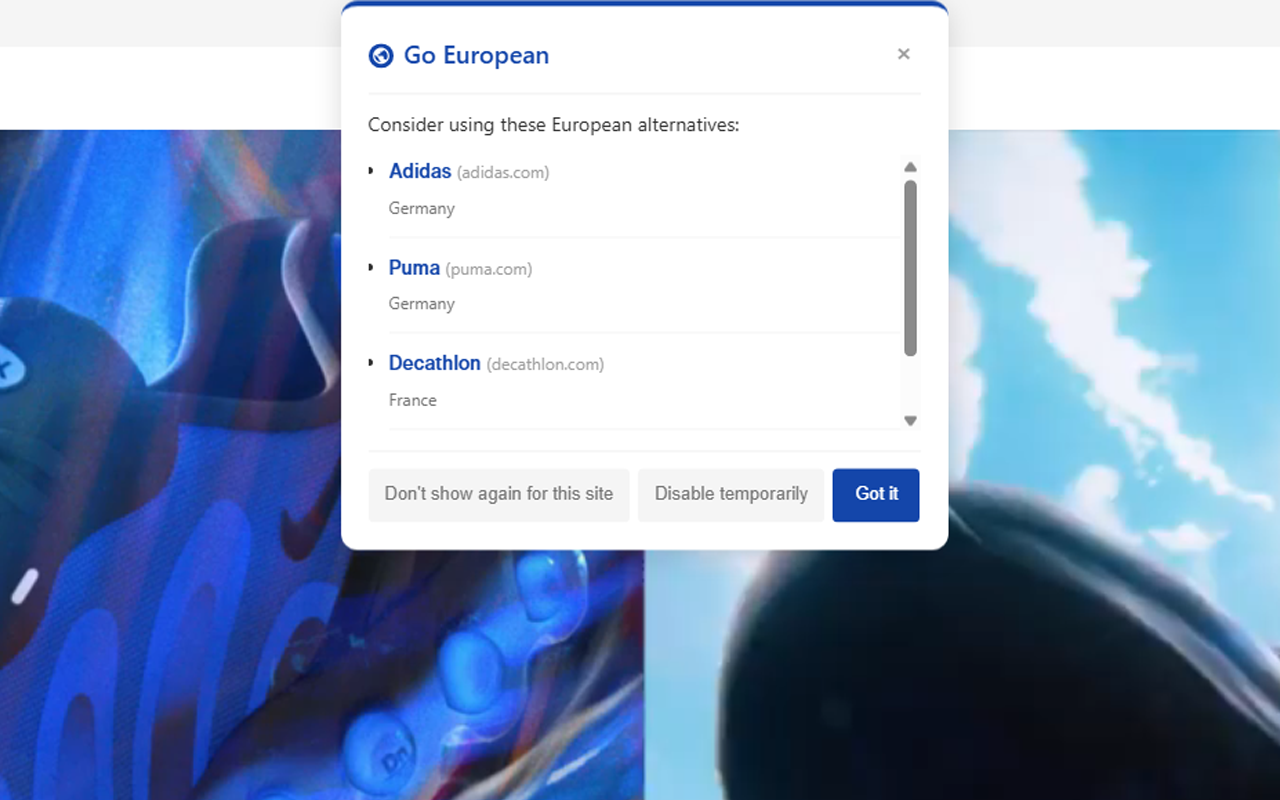 Go European
×
Consider using these European alternatives:
Adidas (adidas.com)
Germany
Puma (puma.com)
Germany
Decathlon (decathlon.com)
France
Don't show again for this site
Disable temporarily
Got it
Dn